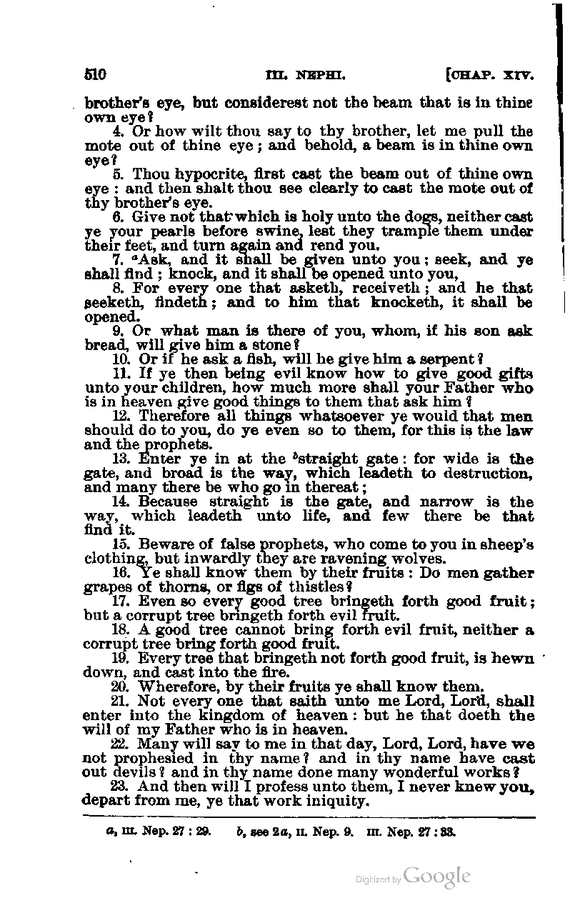 510 III. NEPHI. [CHAP. XIV.
brother's eye, but considerest not the beam that is in thine
own eye?
4. Or how wilt thou say to thy brother, let me pull the
mote out of thine eye; and behold, a beam is in thine own
eye?
5. Thou hypocrite, first cast the beam out of thine own
eye: and then shalt thou see clearly to cast the mote out of
thy brother's eye.
6. Give not that which is holy unto the dogs, neither cast
ye your pearls before swine, lest they trample them under
their feet, and turn again and rend you.
7. ᵃAsk, and it shall be given unto you; seek, and ye
shall find; knock, and it shall be opened unto you,
8. For every one that asketh, receiveth; and he that
seeketh, findeth; and to him that knocketh, it shall be
opened.
9. Or what man is there of you, whom, if his son ask
bread, will give him a stone?
10. Or if he ask a fish, will he give him a serpent?
11. If ye then being evil know how to give good gifts
unto your children, how much more shall your Father who
is in heaven give good things to them that ask him?
12. Therefore all things whatsoever ye would that men
should do to you, do ye even so to them, for this is the law
and the prophets.
13. Enter ye in at the ᵇstraight gate: for wide is the
gate, and broad is the way, which leadeth to destruction,
and many there be who go in thereat;
14. Because straight is the gate, and narrow is the
way, which leadeth unto life, and few there be that
find it.
15. Beware of false prophets, who come to you in sheep's
clothing, but inwardly they are ravening wolves.
16. Ye shall know them by their fruits: Do men gather
grapes of thorns, or figs of thistles?
17. Even so every good tree bringeth forth good fruit;
but a corrupt tree bringeth forth evil fruit.
18. A good tree cannot bring forth evil fruit, neither a
corrupt tree bring forth good fruit.
19. Every tree that bringeth not forth good fruit, is hewn
down, and cast into the fire.
20. Wherefore, by their fruits ye shall know them.
21. Not every one that saith unto me Lord, Lord, shall
enter into the kingdom of heaven: but he that doeth the
will of my Father who is in heaven.
22. Many will say to me in that day, Lord, Lord, have we
not prophesied in thy name? and in thy name have cast
out devils? and in thy name done many wonderful works?
23. And then will I profess unto them, I never knew you,
depart from me, ye that work iniquity.
a, III. Nep. 27:29. b, see 2a, II. Nep. 9. III. Nep. 27:33.
Digitized by Google